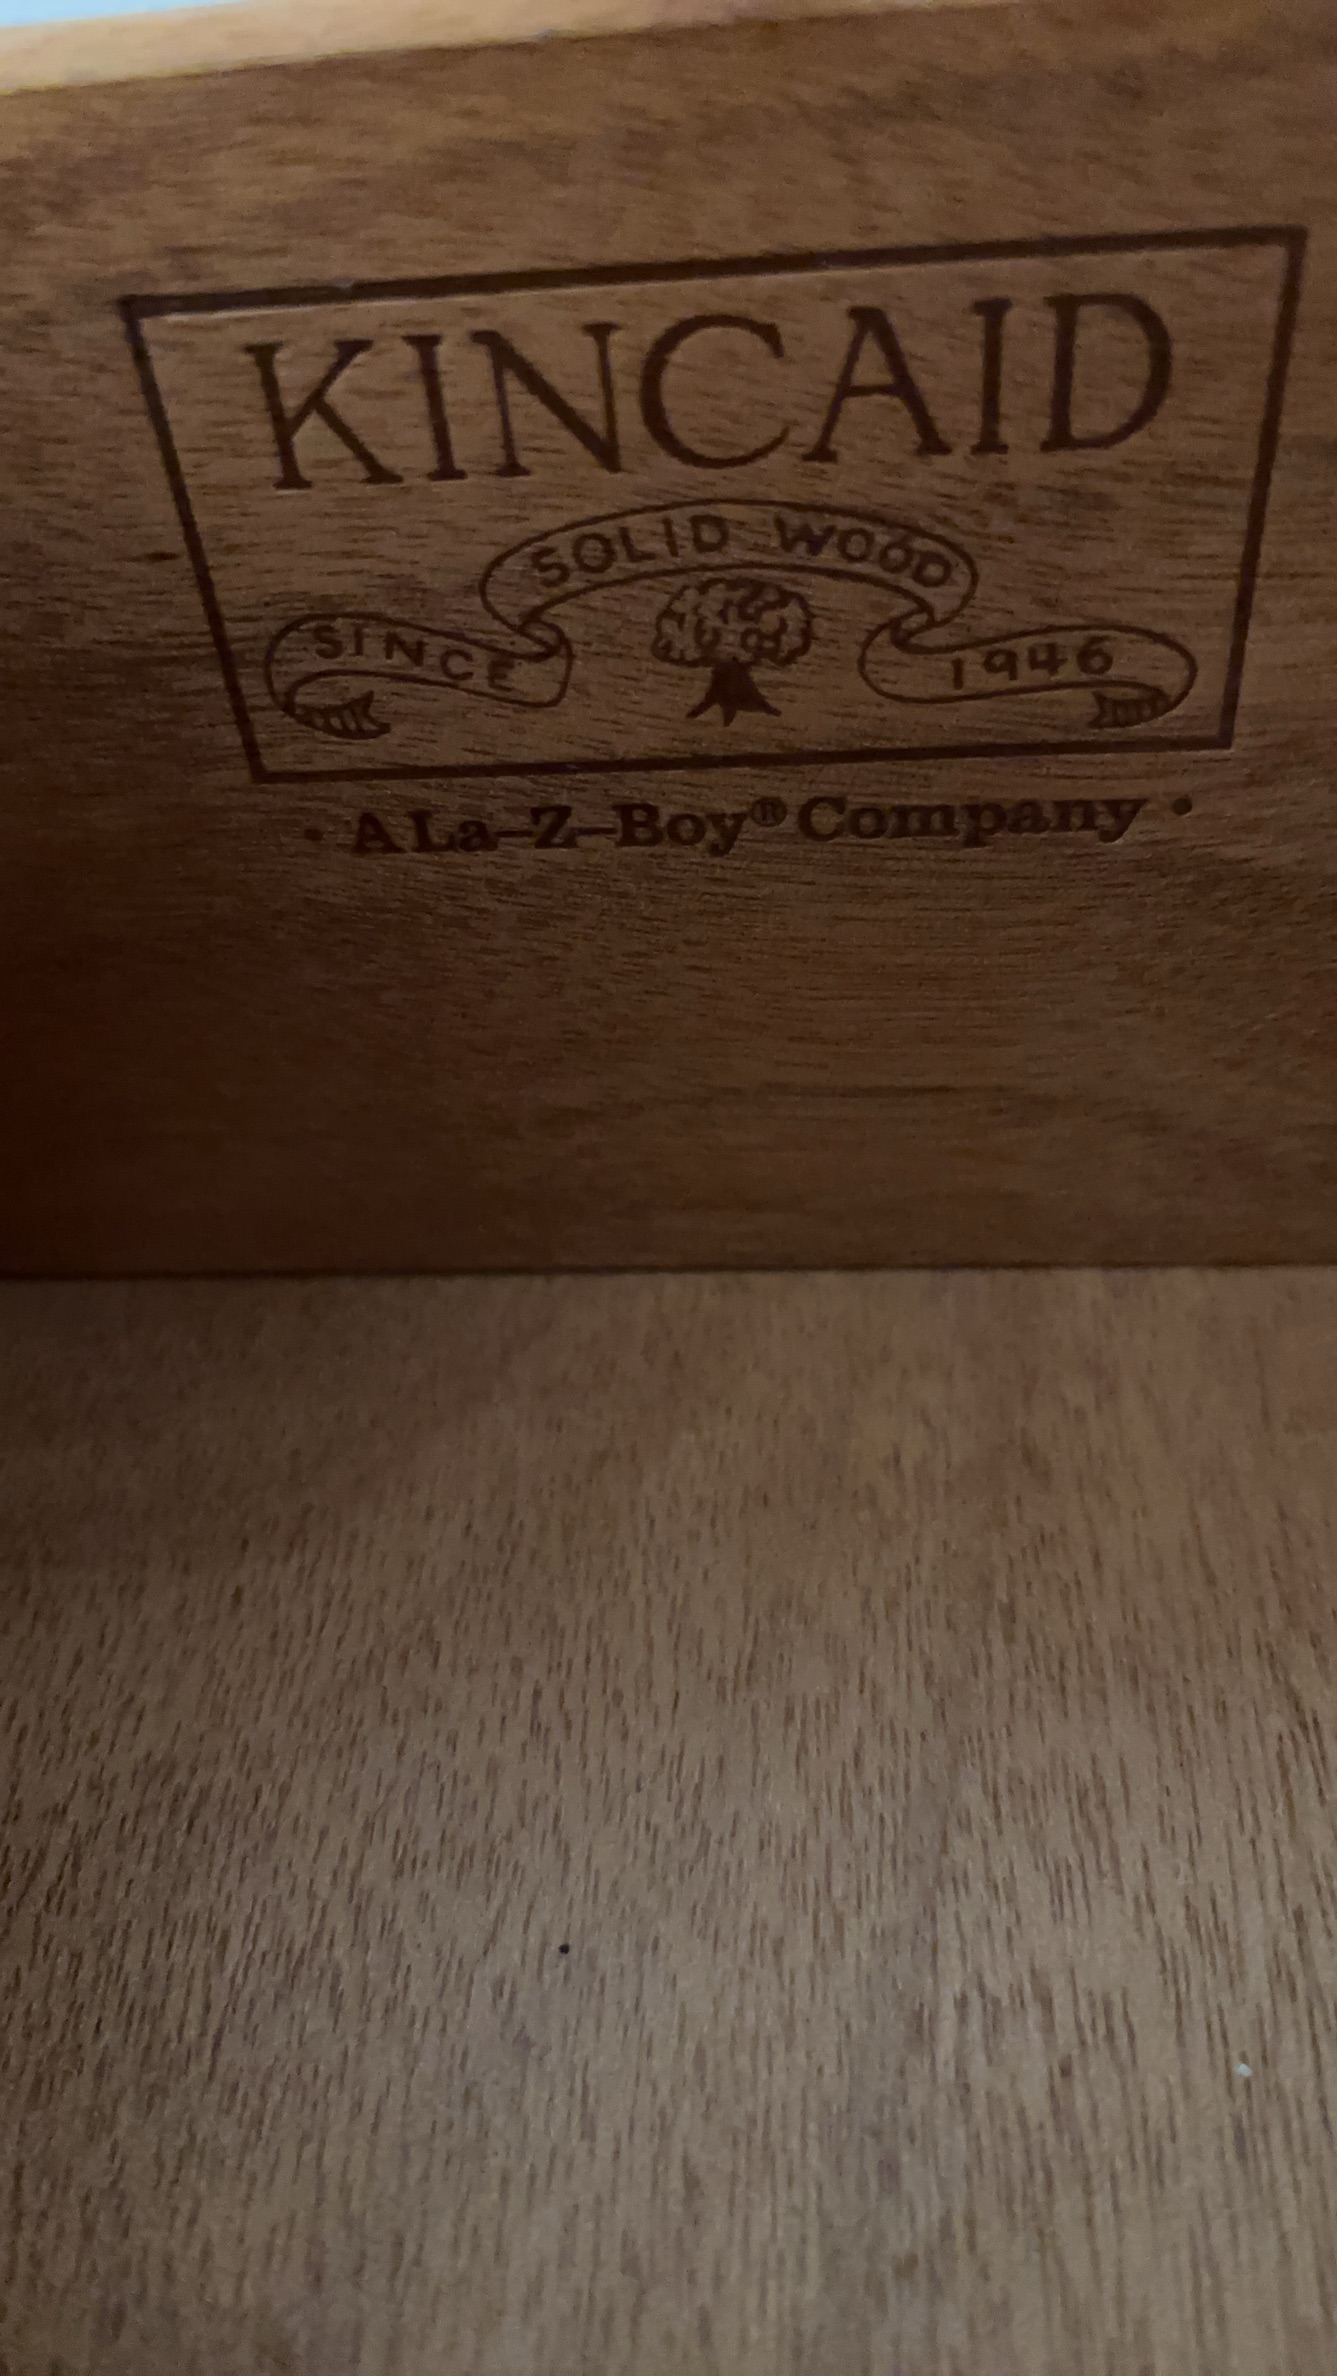 KINCAID
SOLID WOOD
SINCE 1946
• A La-Z-Boy® Company •